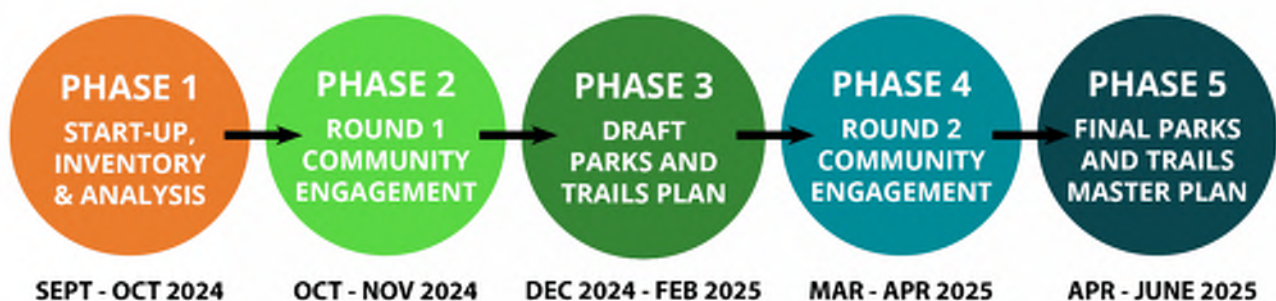 PHASE 1
START-UP,
INVENTORY
& ANALYSIS
SEPT - OCT 2024
PHASE 2
ROUND 1
COMMUNITY
ENGAGEMENT
OCT - NOV 2024
PHASE 3
DRAFT
PARKS AND
TRAILS PLAN
DEC 2024 - FEB 2025
PHASE 4
ROUND 2
COMMUNITY
ENGAGEMENT
MAR - APR 2025
PHASE 5
FINAL PARKS
AND TRAILS
MASTER PLAN
APR - JUNE 2025